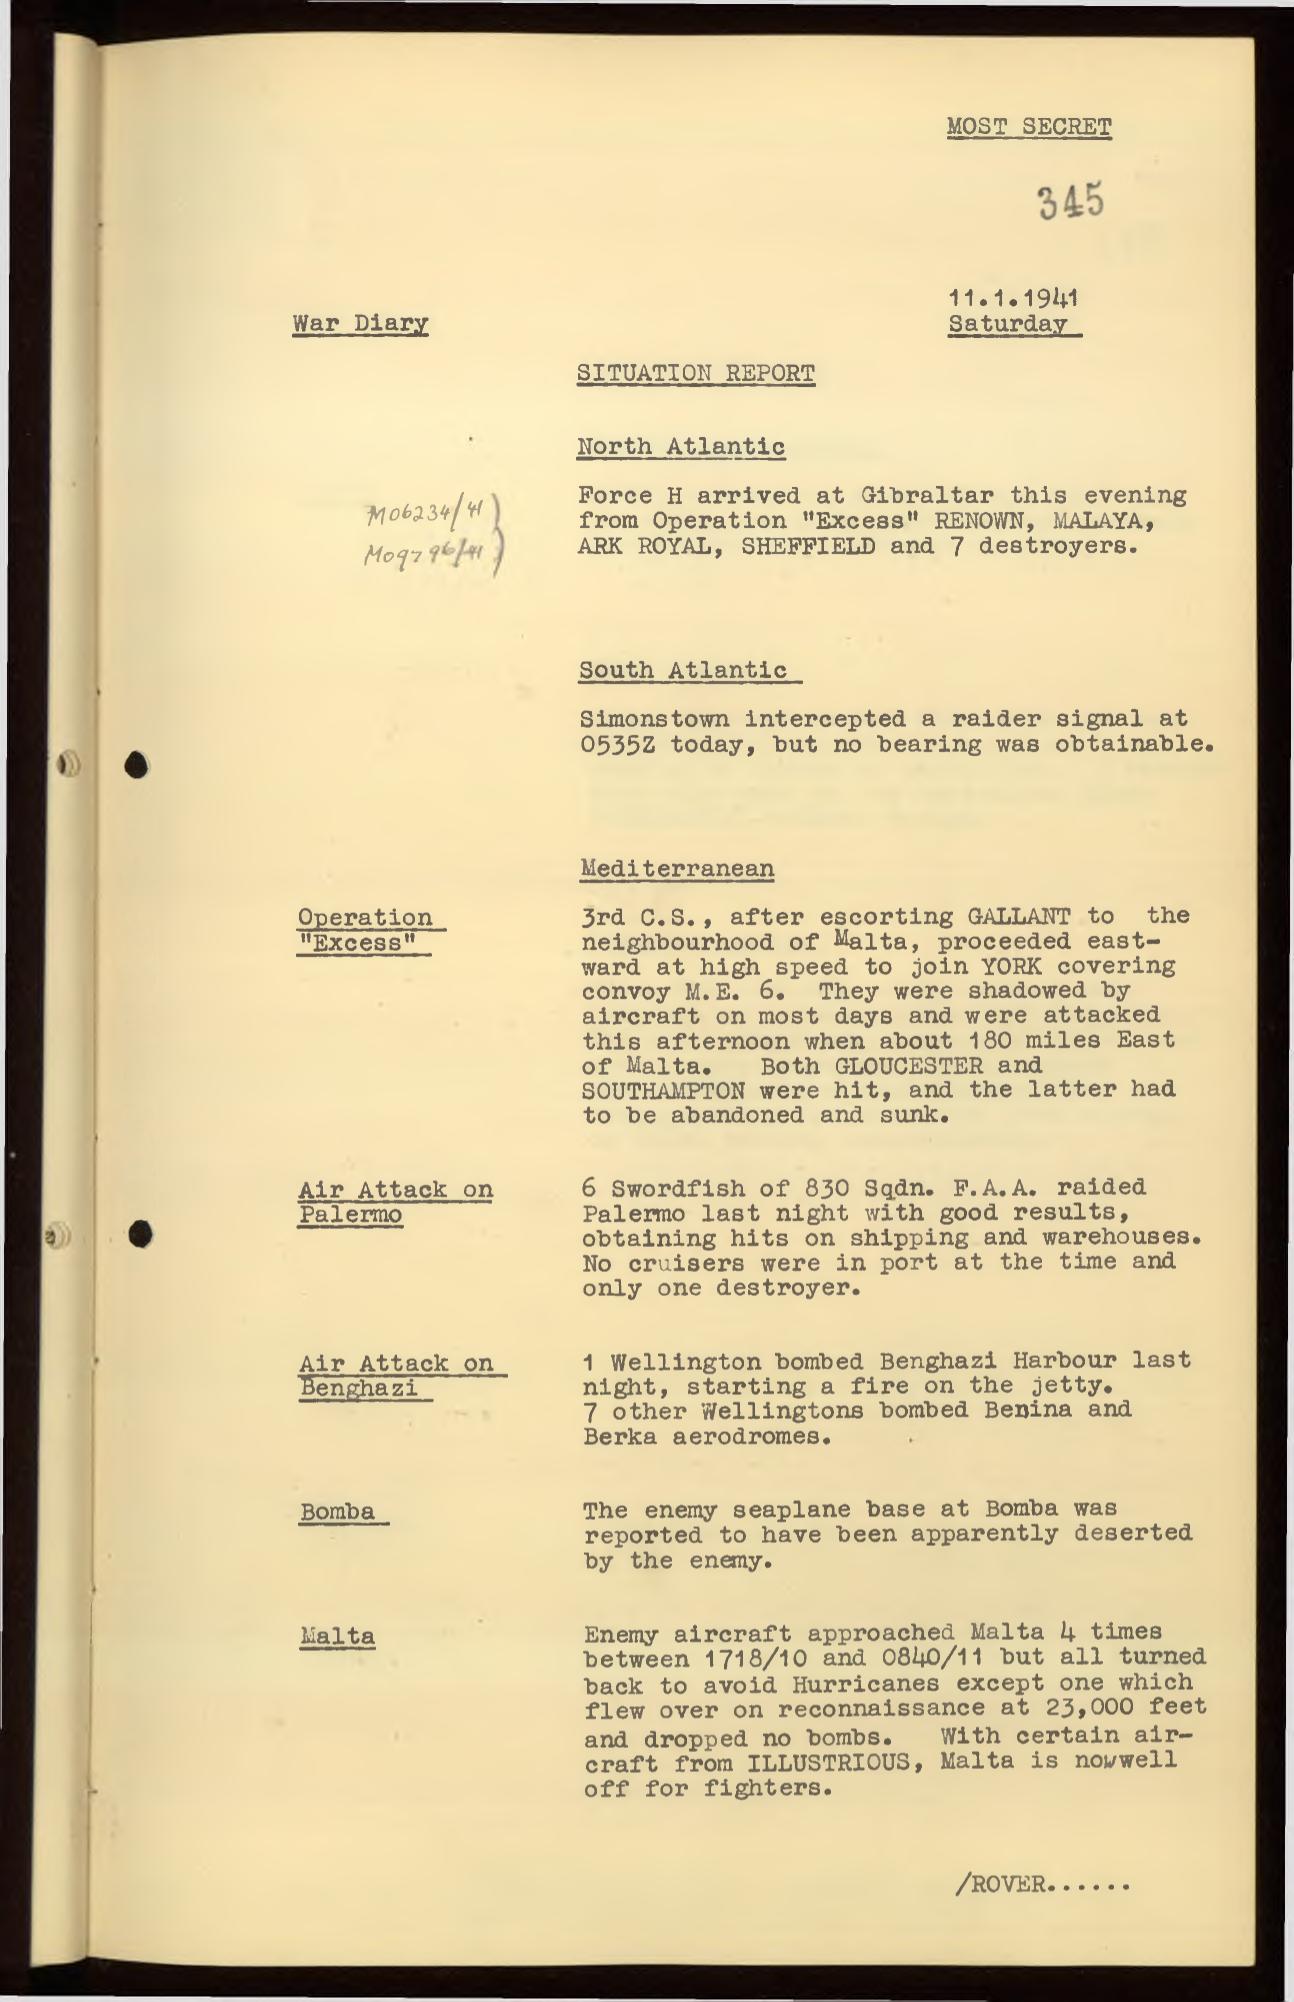 MOST SECRET
345
11.1.1941
War Diary
Saturday
SITUATION REPORT
North Atlantic
M06234/41 )
M09796/41 )
Force H arrived at Gibraltar this evening
from Operation "Excess" RENOWN, MALAYA,
ARK ROYAL, SHEFFIELD and 7 destroyers.
South Atlantic
Simonstown intercepted a raider signal at
0535Z today, but no bearing was obtainable.
Mediterranean
Operation
"Excess"
3rd C.S., after escorting GALLANT to the
neighbourhood of Malta, proceeded east-
ward at high speed to join YORK covering
convoy M.E. 6. They were shadowed by
aircraft on most days and were attacked
this afternoon when about 180 miles East
of Malta. Both GLOUCESTER and
SOUTHAMPTON were hit, and the latter had
to be abandoned and sunk.
Air Attack on
Palermo
6 Swordfish of 830 Sqdn. F.A.A. raided
Palermo last night with good results,
obtaining hits on shipping and warehouses.
No cruisers were in port at the time and
only one destroyer.
Air Attack on
Benghazi
1 Wellington bombed Benghazi Harbour last
night, starting a fire on the jetty.
7 other Wellingtons bombed Benina and
Berka aerodromes.
Bomba
The enemy seaplane base at Bomba was
reported to have been apparently deserted
by the enemy.
Malta
Enemy aircraft approached Malta 4 times
between 1718/10 and 0840/11 but all turned
back to avoid Hurricanes except one which
flew over on reconnaissance at 23,000 feet
and dropped no bombs. With certain air-
craft from ILLUSTRIOUS, Malta is nowwell
off for fighters.
/ROVER......